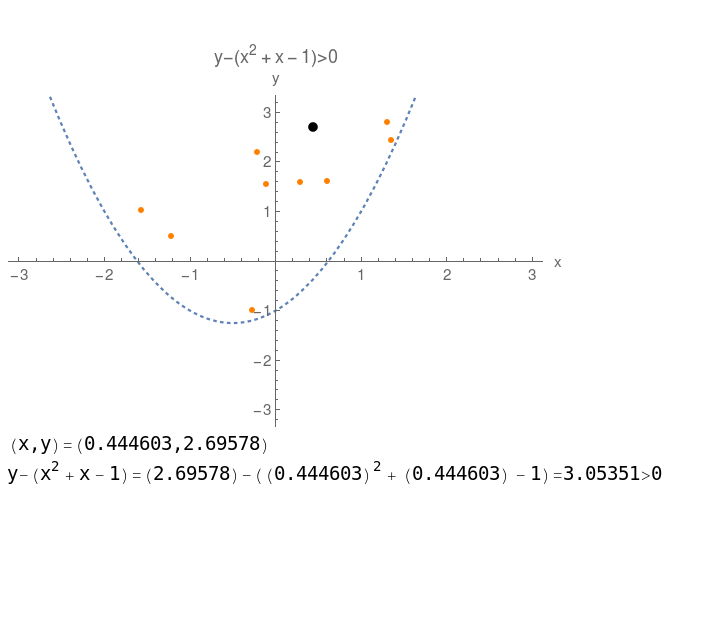 y−(x² + x − 1)>0
y
3
2
1
−3 −2 −1 1 2 3 x
−1
−2
−3
(x,y) = (0.444603,2.69578)
y− (x² + x − 1) = (2.69578) − ( (0.444603)² + (0.444603) − 1) =3.05351>0